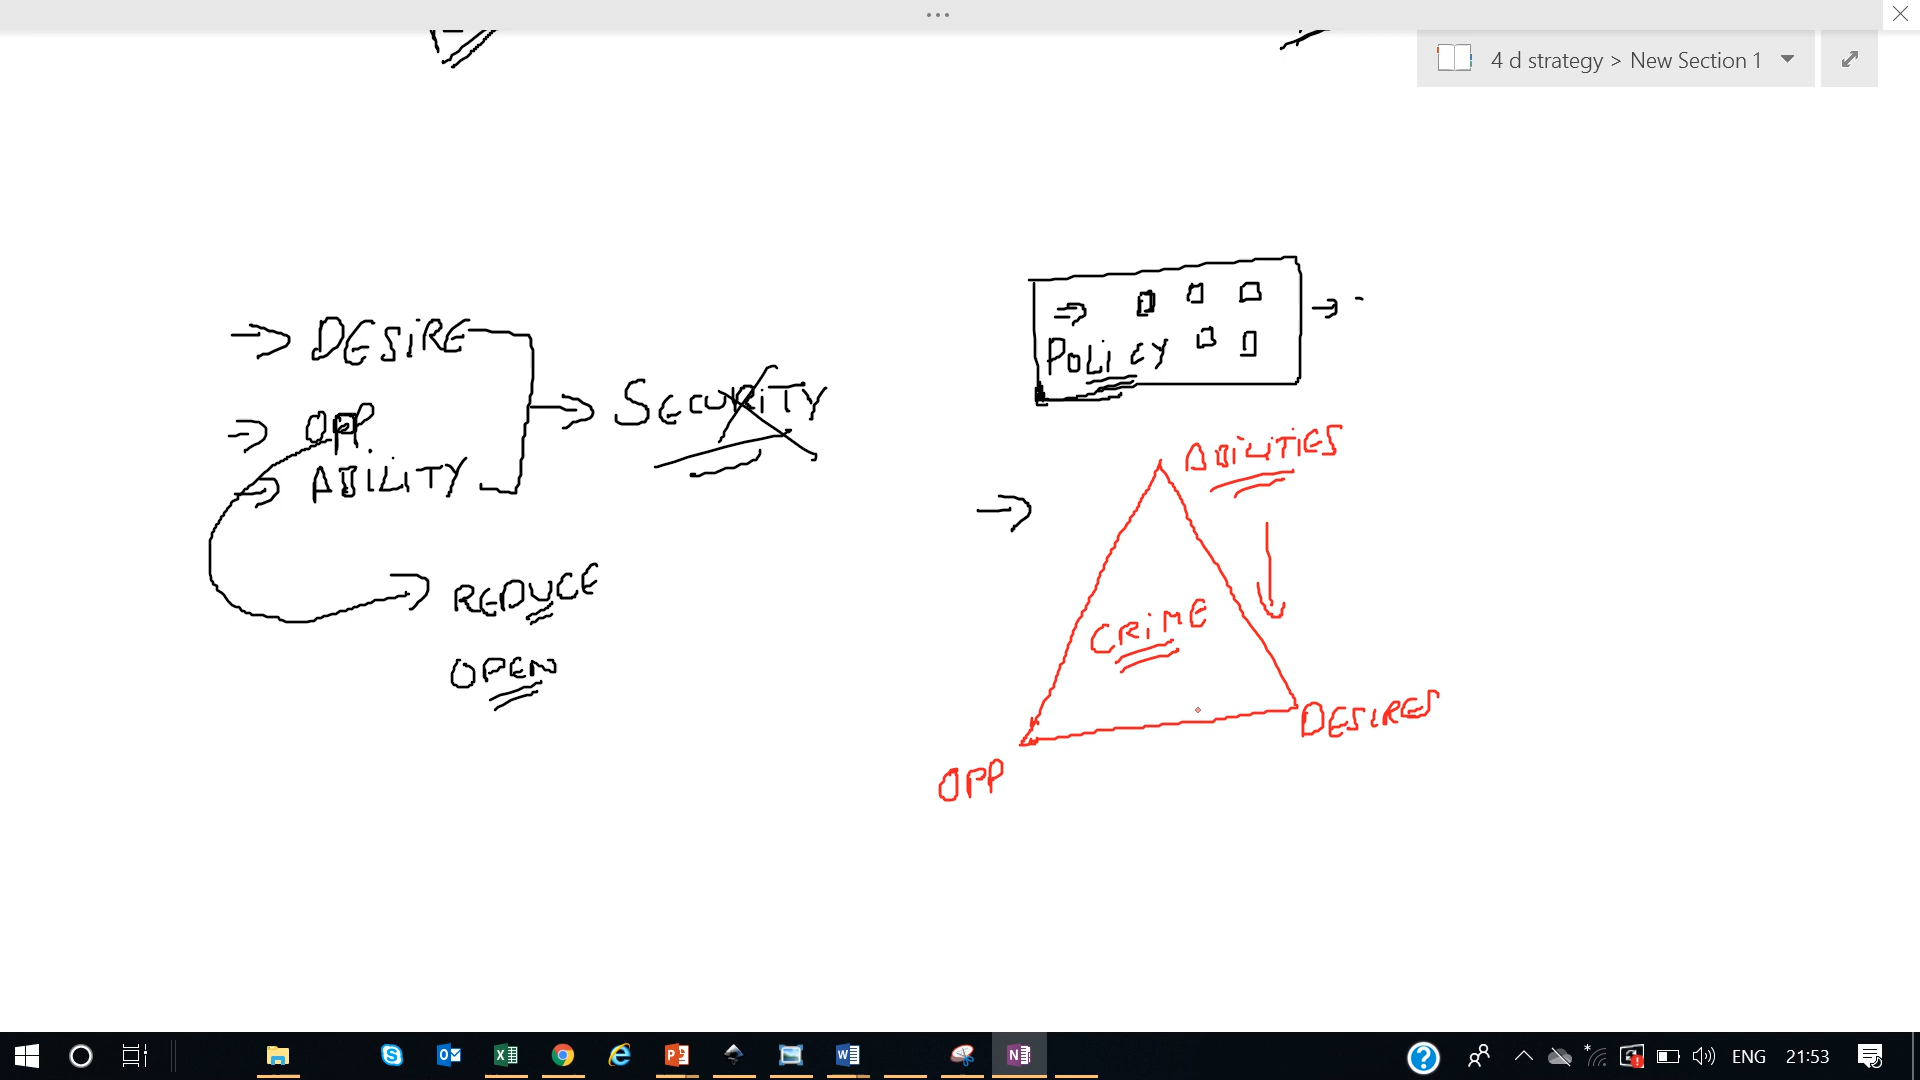 4 d strategy > New Section 1
DESIRE
OPP.
ABILITY
SECURITY
REDUCE
OPEN
POLICY
ABILITIES
CRIME
DESIRES
OPP
ENG
21:53